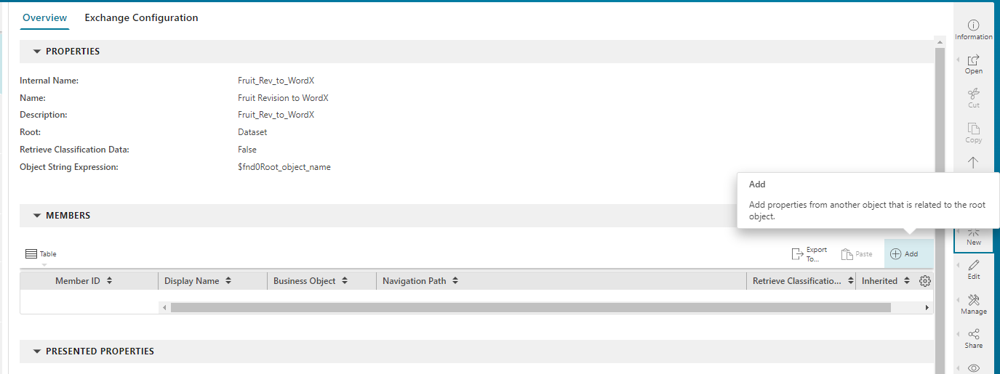 Overview Exchange Configuration
PROPERTIES
Internal Name: Fruit_Rev_to_WordX
Name: Fruit Revision to WordX
Description: Fruit_Rev_to_WordX
Root: Dataset
Retrieve Classification Data: False
Object String Expression: $fnd0Root_object_name
MEMBERS
Add
Add properties from another object that is related to the root
object.
Table
Export
To...
Paste
Add
Member ID Display Name Business Object Navigation Path Retrieve Classificatio... Inherited
PRESENTED PROPERTIES
Information
Open
Cut
Copy
New
Edit
Manage
Share